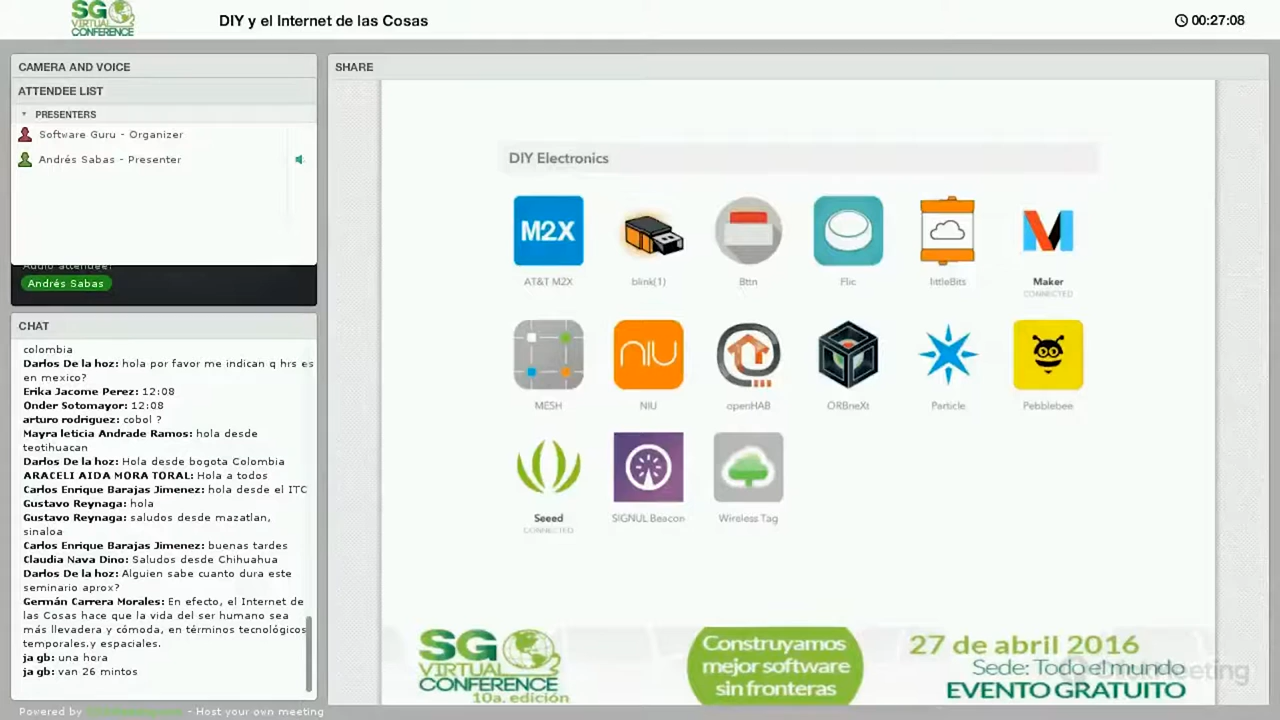 SG
VIRTUAL
CONFERENCE
DIY y el Internet de las Cosas
00:27:08
CAMERA AND VOICE
ATTENDEE LIST
PRESENTERS
Software Guru - Organizer
Andrés Sabas - Presenter
Audio attendee:
Andrés Sabas
CHAT
colombia
Darlos De la hoz: hola por favor me indican q hrs es
en mexico?
Erika Jacome Perez: 12:08
Onder Sotomayor: 12:08
arturo rodriguez: cobol ?
Mayra leticia Andrade Ramos: hola desde
teotihuacan
Darlos De la hoz: Hola desde bogota Colombia
ARACELI AIDA MORA TORAL: Hola a todos
Carlos Enrique Barajas Jimenez: hola desde el ITC
Gustavo Reynaga: hola
Gustavo Reynaga: saludos desde mazatlan,
sinaloa
Carlos Enrique Barajas Jimenez: buenas tardes
Claudia Nava Dino: Saludos desde Chihuahua
Darlos De la hoz: Alguien sabe cuanto dura este
seminario aprox?
Germán Carrera Morales: En efecto, el Internet de
las Cosas hace que la vida del ser humano sea
más llevadera y cómoda, en términos tecnológicos
temporales.y espaciales.
ja gb: una hora
ja gb: van 26 mintos
Powered by - Host your own meeting
SHARE
DIY Electronics
M2X
AT&T M2X
blink(1)
Bttn
Flic
littleBits
Maker
CONNECTED
MESH
NIU
NIU
openHAB
ORBneXt
Particle
Pebblebee
Seeed
CONNECTED
SIGNUL Beacon
Wireless Tag
SG
VIRTUAL
CONFERENCE
10a. edición
Construyamos
mejor software
sin fronteras
27 de abril 2016
Sede: Todo el mundo
EVENTO GRATUITO